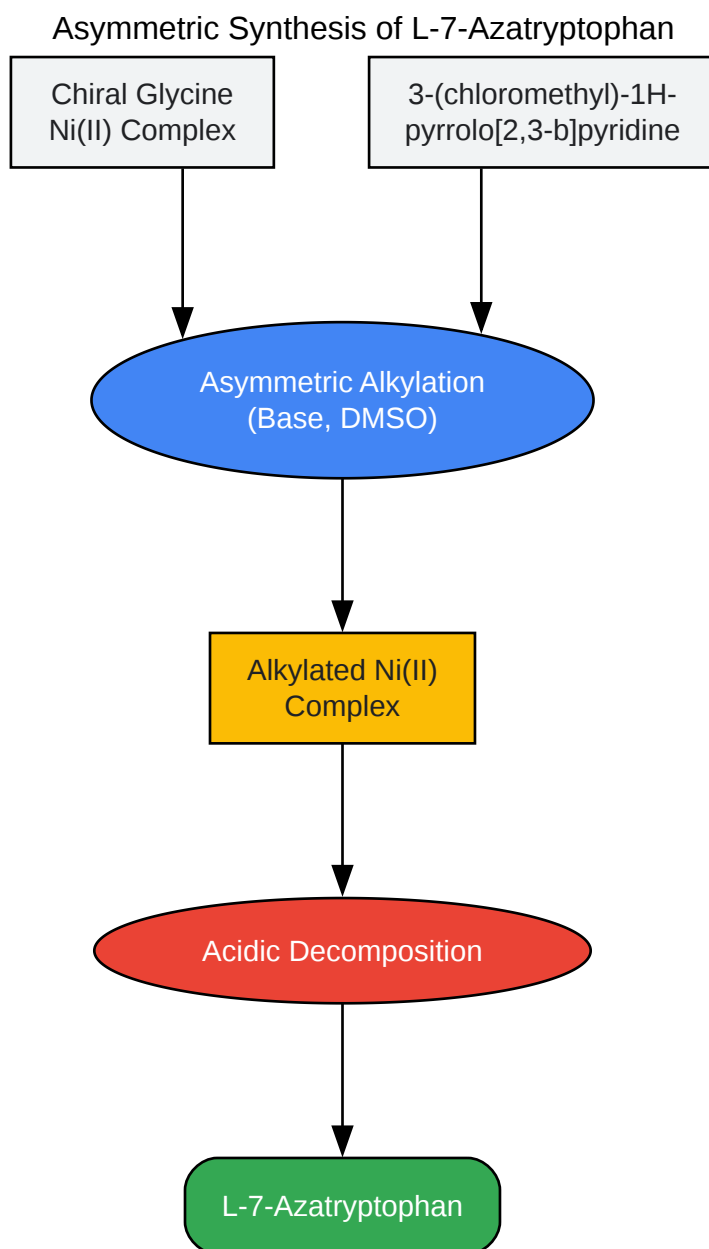 Asymmetric Synthesis of L-7-Azatryptophan
Chiral Glycine
Ni(II) Complex
3-(chloromethyl)-1H-
pyrrolo[2,3-b]pyridine
Asymmetric Alkylation
(Base, DMSO)
Alkylated Ni(II)
Complex
Acidic Decomposition
L-7-Azatryptophan